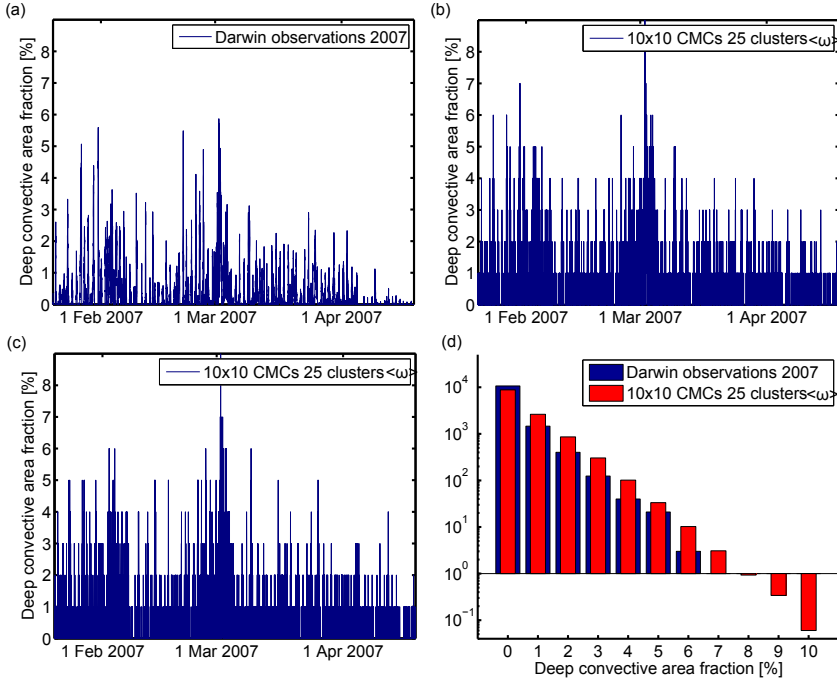 (a)
Darwin observations 2007
Deep convective area fraction [%]
8
7
6
5
4
3
2
1
0
1 Feb 2007 1 Mar 2007 1 Apr 2007
(b)
10x10 CMCs 25 clusters<ω>
Deep convective area fraction [%]
8
7
6
5
4
3
2
1
0
1 Feb 2007 1 Mar 2007 1 Apr 2007
(c)
10x10 CMCs 25 clusters<ω>
Deep convective area fraction [%]
8
7
6
5
4
3
2
1
0
1 Feb 2007 1 Mar 2007 1 Apr 2007
(d)
Darwin observations 2007
10x10 CMCs 25 clusters<ω>
10⁴
10³
10²
10¹
10⁰
10⁻¹
0 1 2 3 4 5 6 7 8 9 10
Deep convective area fraction [%]